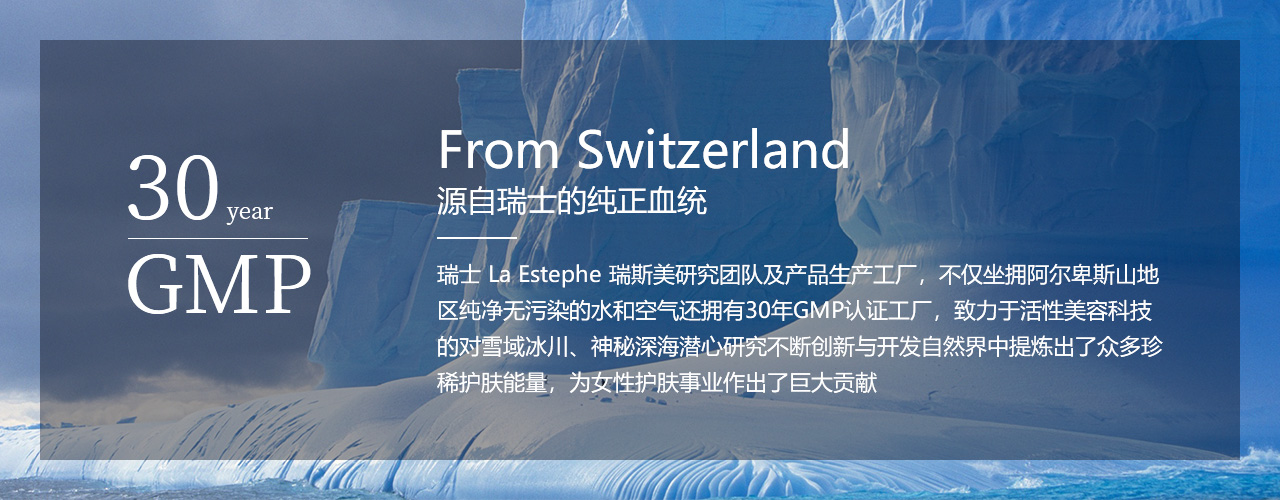 30 year
GMP
From Switzerland
源自瑞士的纯正血统
瑞士 La Estephe 瑞斯美研究团队及产品生产工厂，不仅坐拥阿尔卑斯山地
区纯净无污染的水和空气还拥有30年GMP认证工厂，致力于活性美容科技
的对雪域冰川、神秘深海潜心研究不断创新与开发自然界中提炼出了众多珍
稀护肤能量，为女性护肤事业作出了巨大贡献